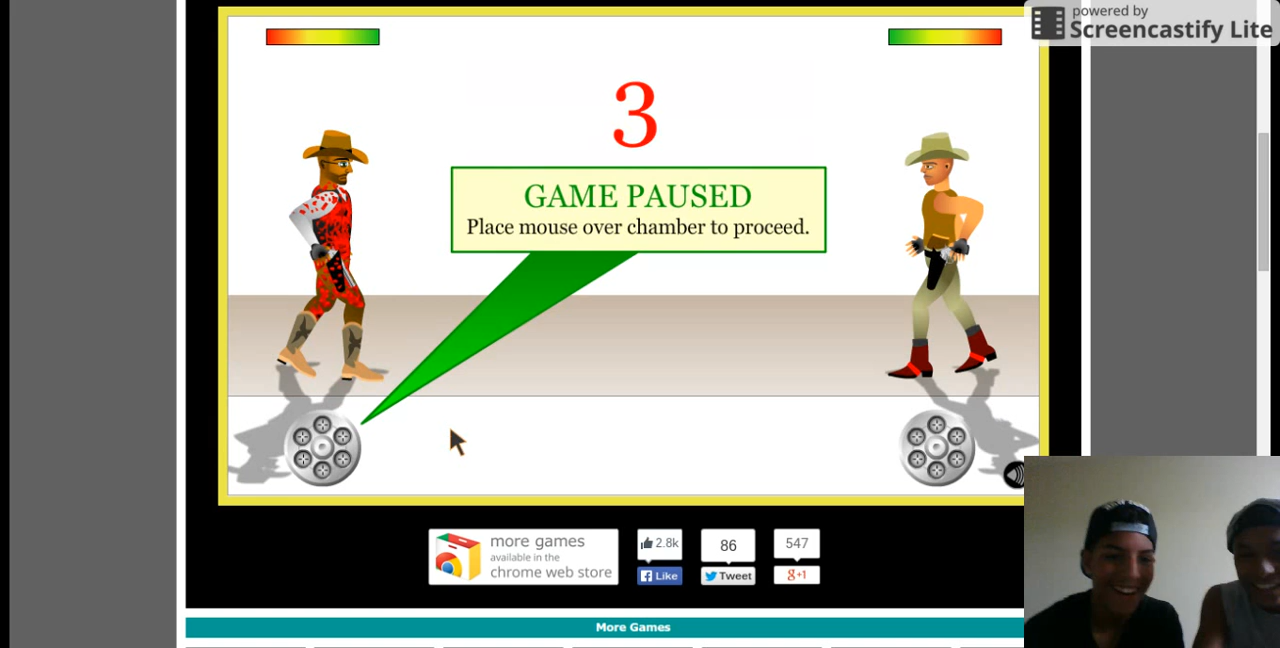 powered by
Screencastify Lite
3
GAME PAUSED
Place mouse over chamber to proceed.
more games
available in the
chrome web store
2.8k
Like
86
Tweet
547
g+1
More Games